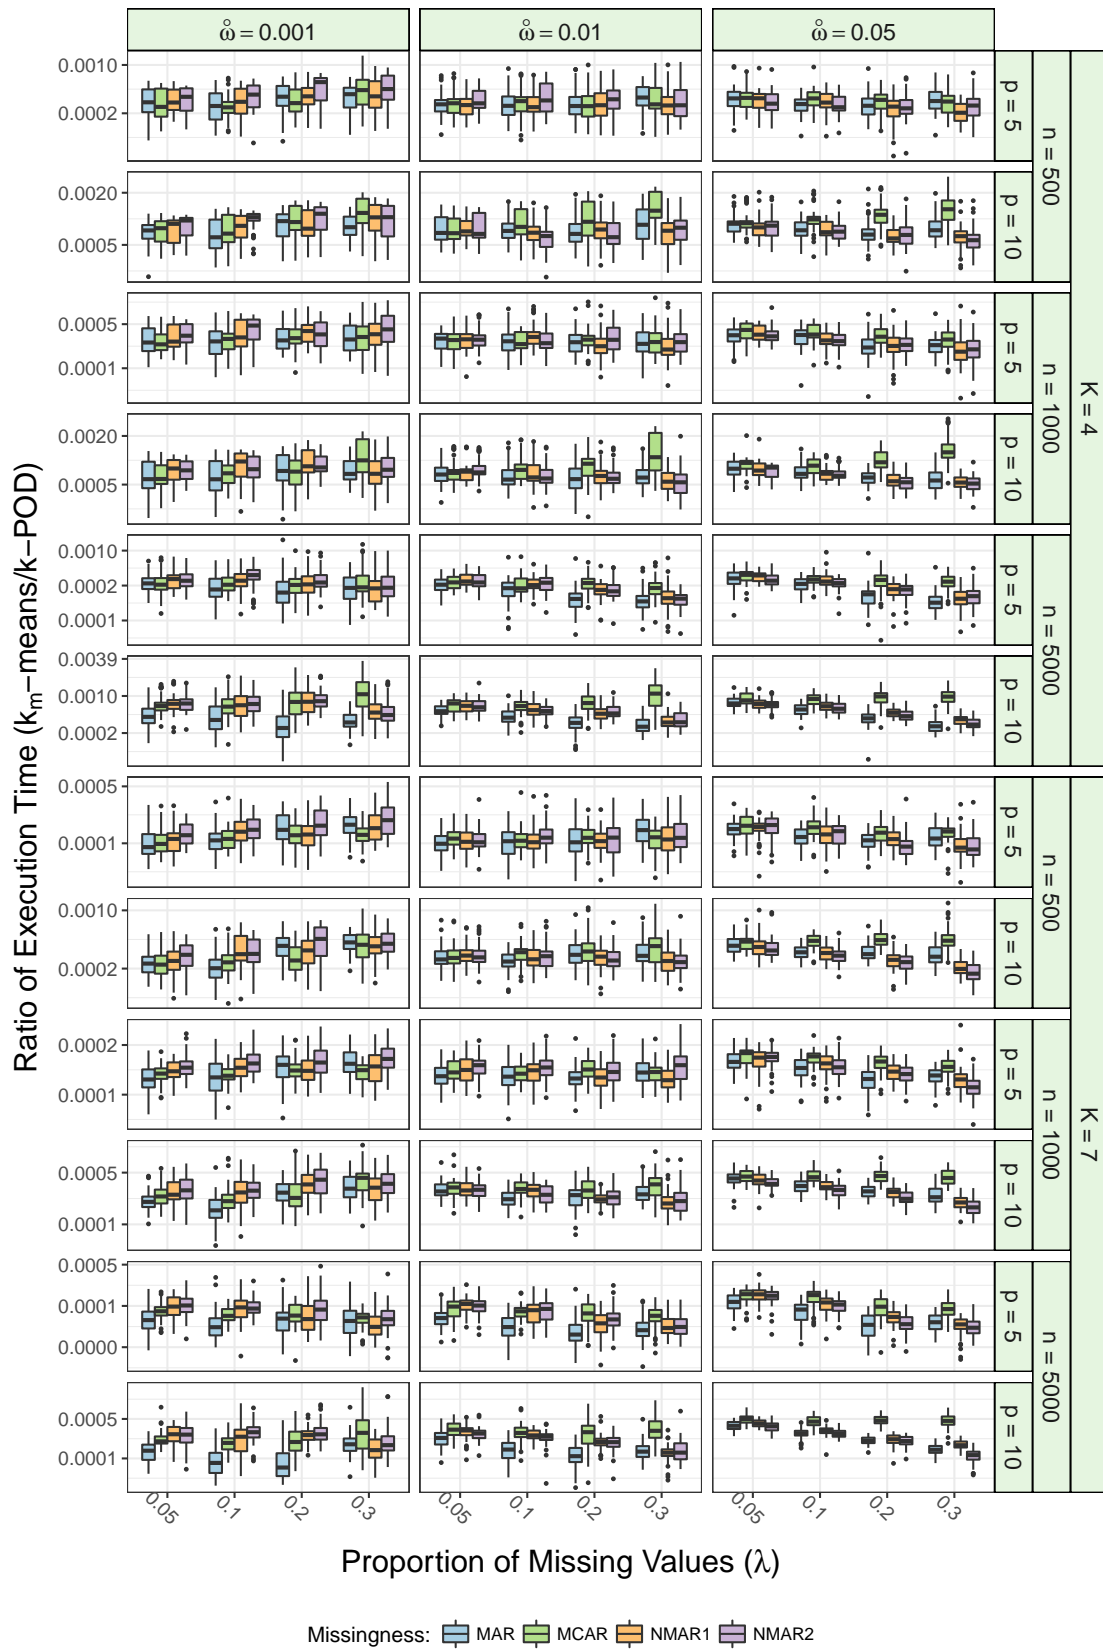 ω̊ = 0.001
ω̊ = 0.01
ω̊ = 0.05
Ratio of Execution Time (kₘ−means/k−POD)
0.0010
0.0002
p = 5
n = 500
K = 4
0.0020
0.0005
p = 10
0.0005
0.0001
p = 5
n = 1000
0.0020
0.0005
p = 10
0.0010
0.0002
0.0001
p = 5
n = 5000
0.0039
0.0010
0.0002
p = 10
0.0005
0.0001
p = 5
n = 500
K = 7
0.0010
0.0002
p = 10
0.0002
0.0001
p = 5
n = 1000
0.0005
0.0001
p = 10
0.0005
0.0001
0.0000
p = 5
n = 5000
0.0005
0.0001
p = 10
0.05 0.1 0.2 0.3
0.05 0.1 0.2 0.3
0.05 0.1 0.2 0.3
Proportion of Missing Values (λ)
Missingness: MAR MCAR NMAR1 NMAR2